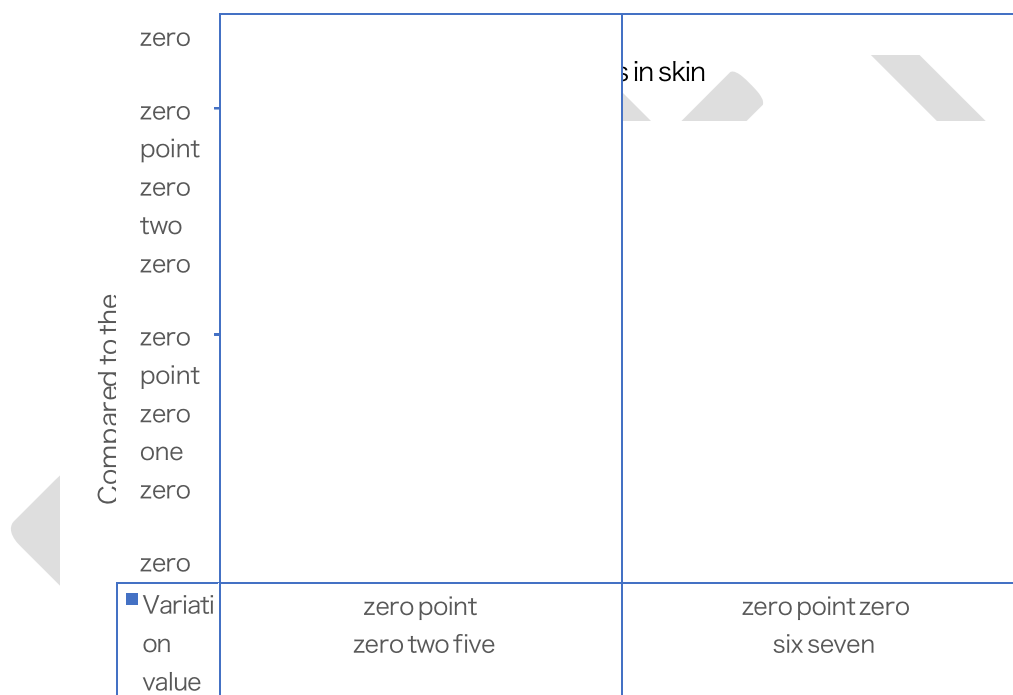 zero
in skin
zero
point
zero
two
zero
Compared to the
zero
point
zero
one
zero
zero
Variati
on
value
zero point
zero two five
zero point zero
six seven